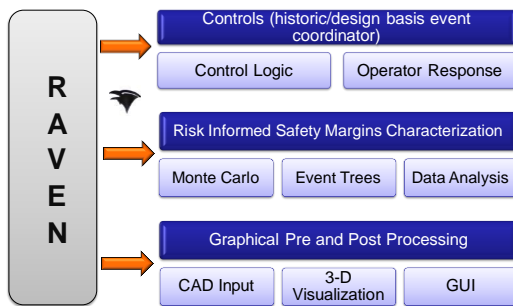 RAVEN
Controls (historic/design basis event
coordinator)
Control Logic
Operator Response
Risk Informed Safety Margins Characterization
Monte Carlo
Event Trees
Data Analysis
Graphical Pre and Post Processing
CAD Input
3-D
Visualization
GUI